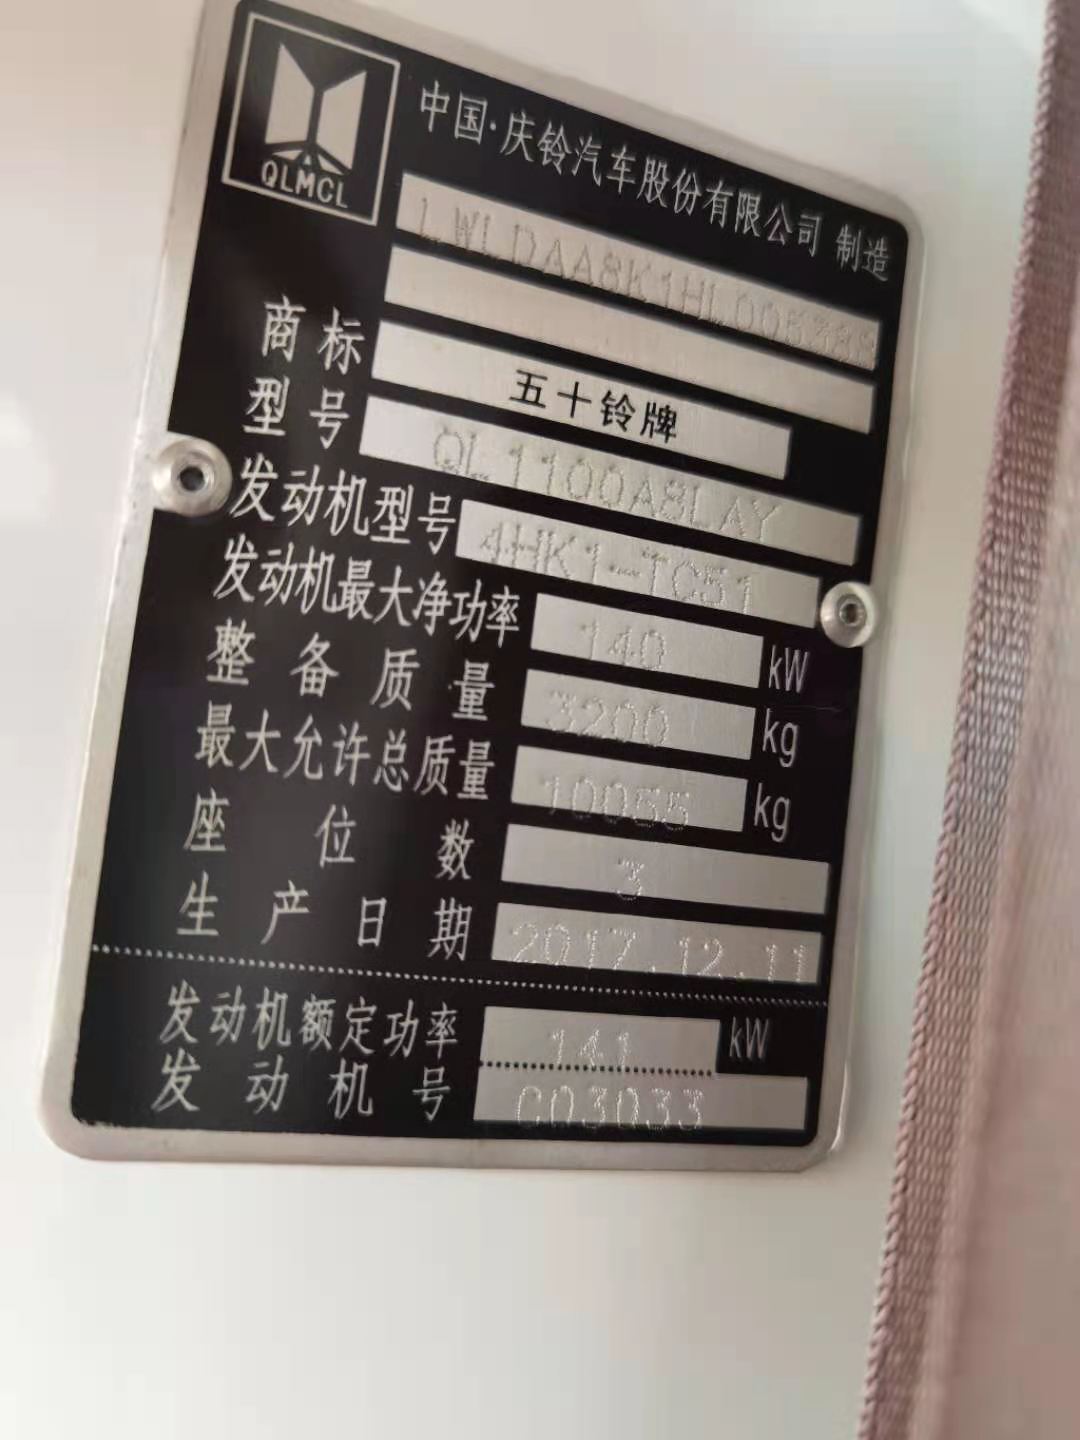 QLMCL
中国·庆铃汽车股份有限公司 制造
商标 五十铃牌
型号 QL1100A8LAY
发动机型号 4HK1-TC51
发动机最大净功率 140 kW
整备质量 3200 kg
最大允许总质量 10055 kg
座位数 3
生产日期 2017.12.11
发动机额定功率 141 kW
发动机号 C03033